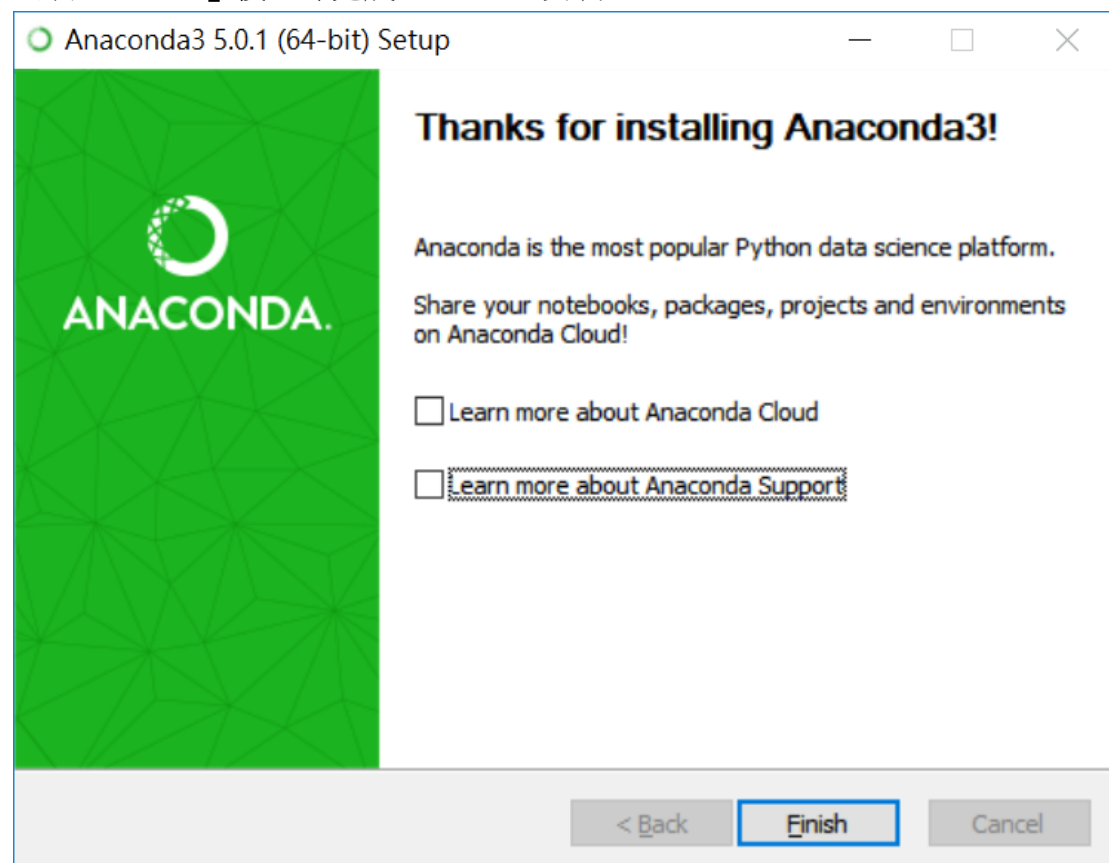 Anaconda3 5.0.1 (64-bit) Setup
Thanks for installing Anaconda3!
ANACONDA.
Anaconda is the most popular Python data science platform.
Share your notebooks, packages, projects and environments
on Anaconda Cloud!
Learn more about Anaconda Cloud
Learn more about Anaconda Support
< Back
Finish
Cancel